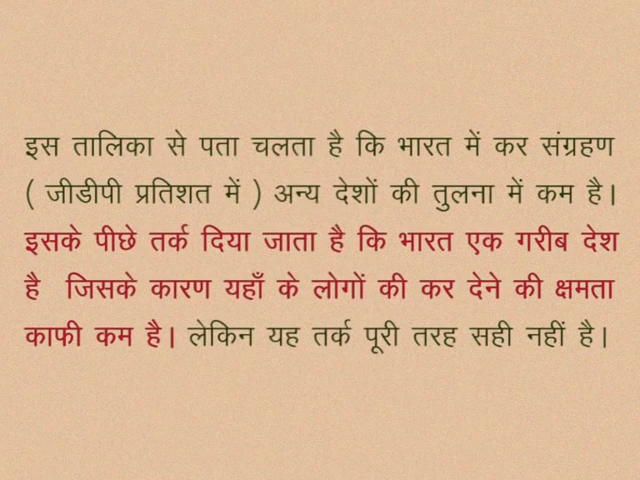 इस तालिका से पता चलता है कि भारत में कर संग्रहण
( जीडीपी प्रतिशत में ) अन्य देशों की तुलना में कम है।
इसके पीछे तर्क दिया जाता है कि भारत एक गरीब देश
है जिसके कारण यहाँ के लोगों की कर देने की क्षमता
काफी कम है। लेकिन यह तर्क पूरी तरह सही नहीं है।